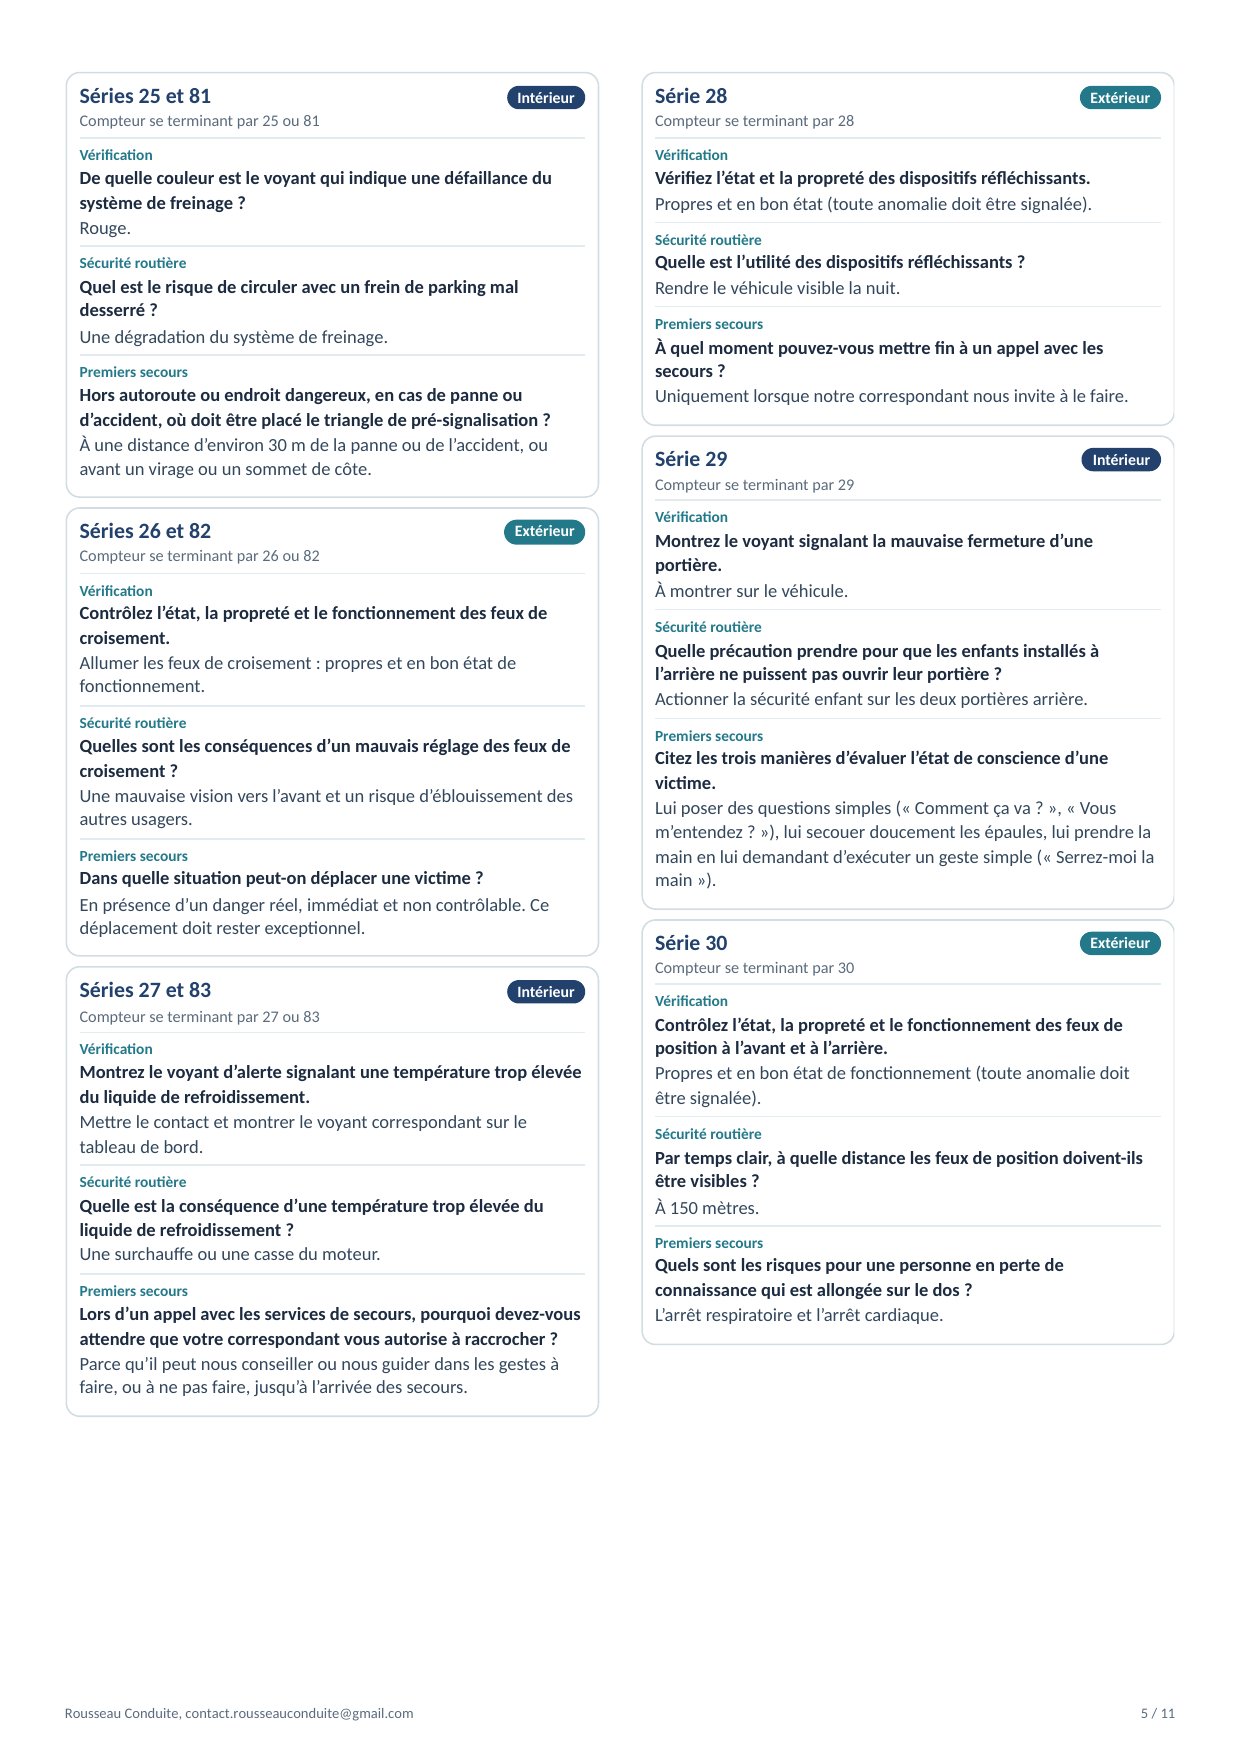 Séries 25 et 81
Intérieur
Compteur se terminant par 25 ou 81
Vérification
De quelle couleur est le voyant qui indique une défaillance du
système de freinage ?
Rouge.
Sécurité routière
Quel est le risque de circuler avec un frein de parking mal
desserré ?
Une dégradation du système de freinage.
Premiers secours
Hors autoroute ou endroit dangereux, en cas de panne ou
d’accident, où doit être placé le triangle de pré-signalisation ?
À une distance d’environ 30 m de la panne ou de l’accident, ou
avant un virage ou un sommet de côte.
Séries 26 et 82
Extérieur
Compteur se terminant par 26 ou 82
Vérification
Contrôlez l’état, la propreté et le fonctionnement des feux de
croisement.
Allumer les feux de croisement : propres et en bon état de
fonctionnement.
Sécurité routière
Quelles sont les conséquences d’un mauvais réglage des feux de
croisement ?
Une mauvaise vision vers l’avant et un risque d’éblouissement des
autres usagers.
Premiers secours
Dans quelle situation peut-on déplacer une victime ?
En présence d’un danger réel, immédiat et non contrôlable. Ce
déplacement doit rester exceptionnel.
Séries 27 et 83
Intérieur
Compteur se terminant par 27 ou 83
Vérification
Montrez le voyant d’alerte signalant une température trop élevée
du liquide de refroidissement.
Mettre le contact et montrer le voyant correspondant sur le
tableau de bord.
Sécurité routière
Quelle est la conséquence d’une température trop élevée du
liquide de refroidissement ?
Une surchauffe ou une casse du moteur.
Premiers secours
Lors d’un appel avec les services de secours, pourquoi devez-vous
attendre que votre correspondant vous autorise à raccrocher ?
Parce qu’il peut nous conseiller ou nous guider dans les gestes à
faire, ou à ne pas faire, jusqu’à l’arrivée des secours.
Série 28
Extérieur
Compteur se terminant par 28
Vérification
Vérifiez l’état et la propreté des dispositifs réfléchissants.
Propres et en bon état (toute anomalie doit être signalée).
Sécurité routière
Quelle est l’utilité des dispositifs réfléchissants ?
Rendre le véhicule visible la nuit.
Premiers secours
À quel moment pouvez-vous mettre fin à un appel avec les
secours ?
Uniquement lorsque notre correspondant nous invite à le faire.
Série 29
Intérieur
Compteur se terminant par 29
Vérification
Montrez le voyant signalant la mauvaise fermeture d’une
portière.
À montrer sur le véhicule.
Sécurité routière
Quelle précaution prendre pour que les enfants installés à
l’arrière ne puissent pas ouvrir leur portière ?
Actionner la sécurité enfant sur les deux portières arrière.
Premiers secours
Citez les trois manières d’évaluer l’état de conscience d’une
victime.
Lui poser des questions simples (« Comment ça va ? », « Vous
m’entendez ? »), lui secouer doucement les épaules, lui prendre la
main en lui demandant d’exécuter un geste simple (« Serrez-moi la
main »).
Série 30
Extérieur
Compteur se terminant par 30
Vérification
Contrôlez l’état, la propreté et le fonctionnement des feux de
position à l’avant et à l’arrière.
Propres et en bon état de fonctionnement (toute anomalie doit
être signalée).
Sécurité routière
Par temps clair, à quelle distance les feux de position doivent-ils
être visibles ?
À 150 mètres.
Premiers secours
Quels sont les risques pour une personne en perte de
connaissance qui est allongée sur le dos ?
L’arrêt respiratoire et l’arrêt cardiaque.
Rousseau Conduite, contact.rousseauconduite@gmail.com
5 / 11